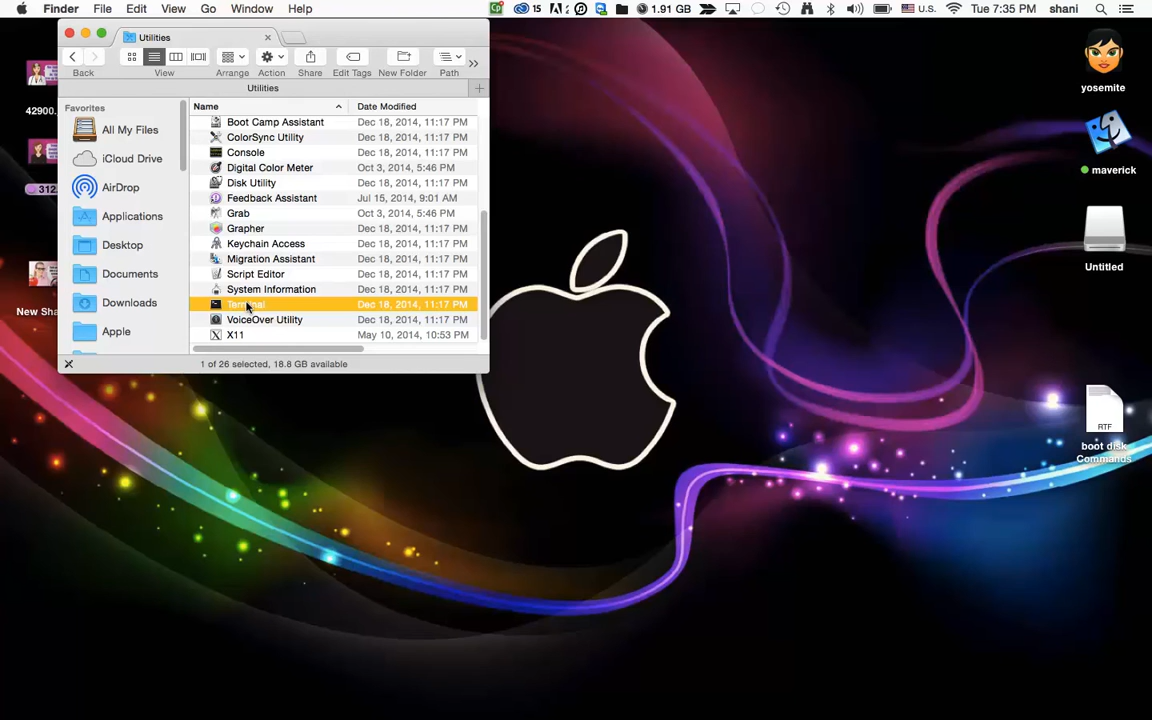 Finder File Edit View Go Window Help 15 1.91 GB U.S. Tue 7:35 PM shani
Utilities
Back View Arrange Action Share Edit Tags New Folder Path
Utilities
Favorites
All My Files
iCloud Drive
AirDrop
Applications
Desktop
Documents
Downloads
Apple
Name Date Modified
Boot Camp Assistant Dec 18, 2014, 11:17 PM
ColorSync Utility Dec 18, 2014, 11:17 PM
Console Dec 18, 2014, 11:17 PM
Digital Color Meter Oct 3, 2014, 5:46 PM
Disk Utility Dec 18, 2014, 11:17 PM
Feedback Assistant Jul 15, 2014, 9:01 AM
Grab Oct 3, 2014, 5:46 PM
Grapher Dec 18, 2014, 11:17 PM
Keychain Access Dec 18, 2014, 11:17 PM
Migration Assistant Dec 18, 2014, 11:17 PM
Script Editor Dec 18, 2014, 11:17 PM
System Information Dec 18, 2014, 11:17 PM
Terminal Dec 18, 2014, 11:17 PM
VoiceOver Utility Dec 18, 2014, 11:17 PM
X11 May 10, 2014, 10:53 PM
1 of 26 selected, 18.8 GB available
42900.
312.
New Sha
yosemite
maverick
Untitled
RTF
boot disk
Commands